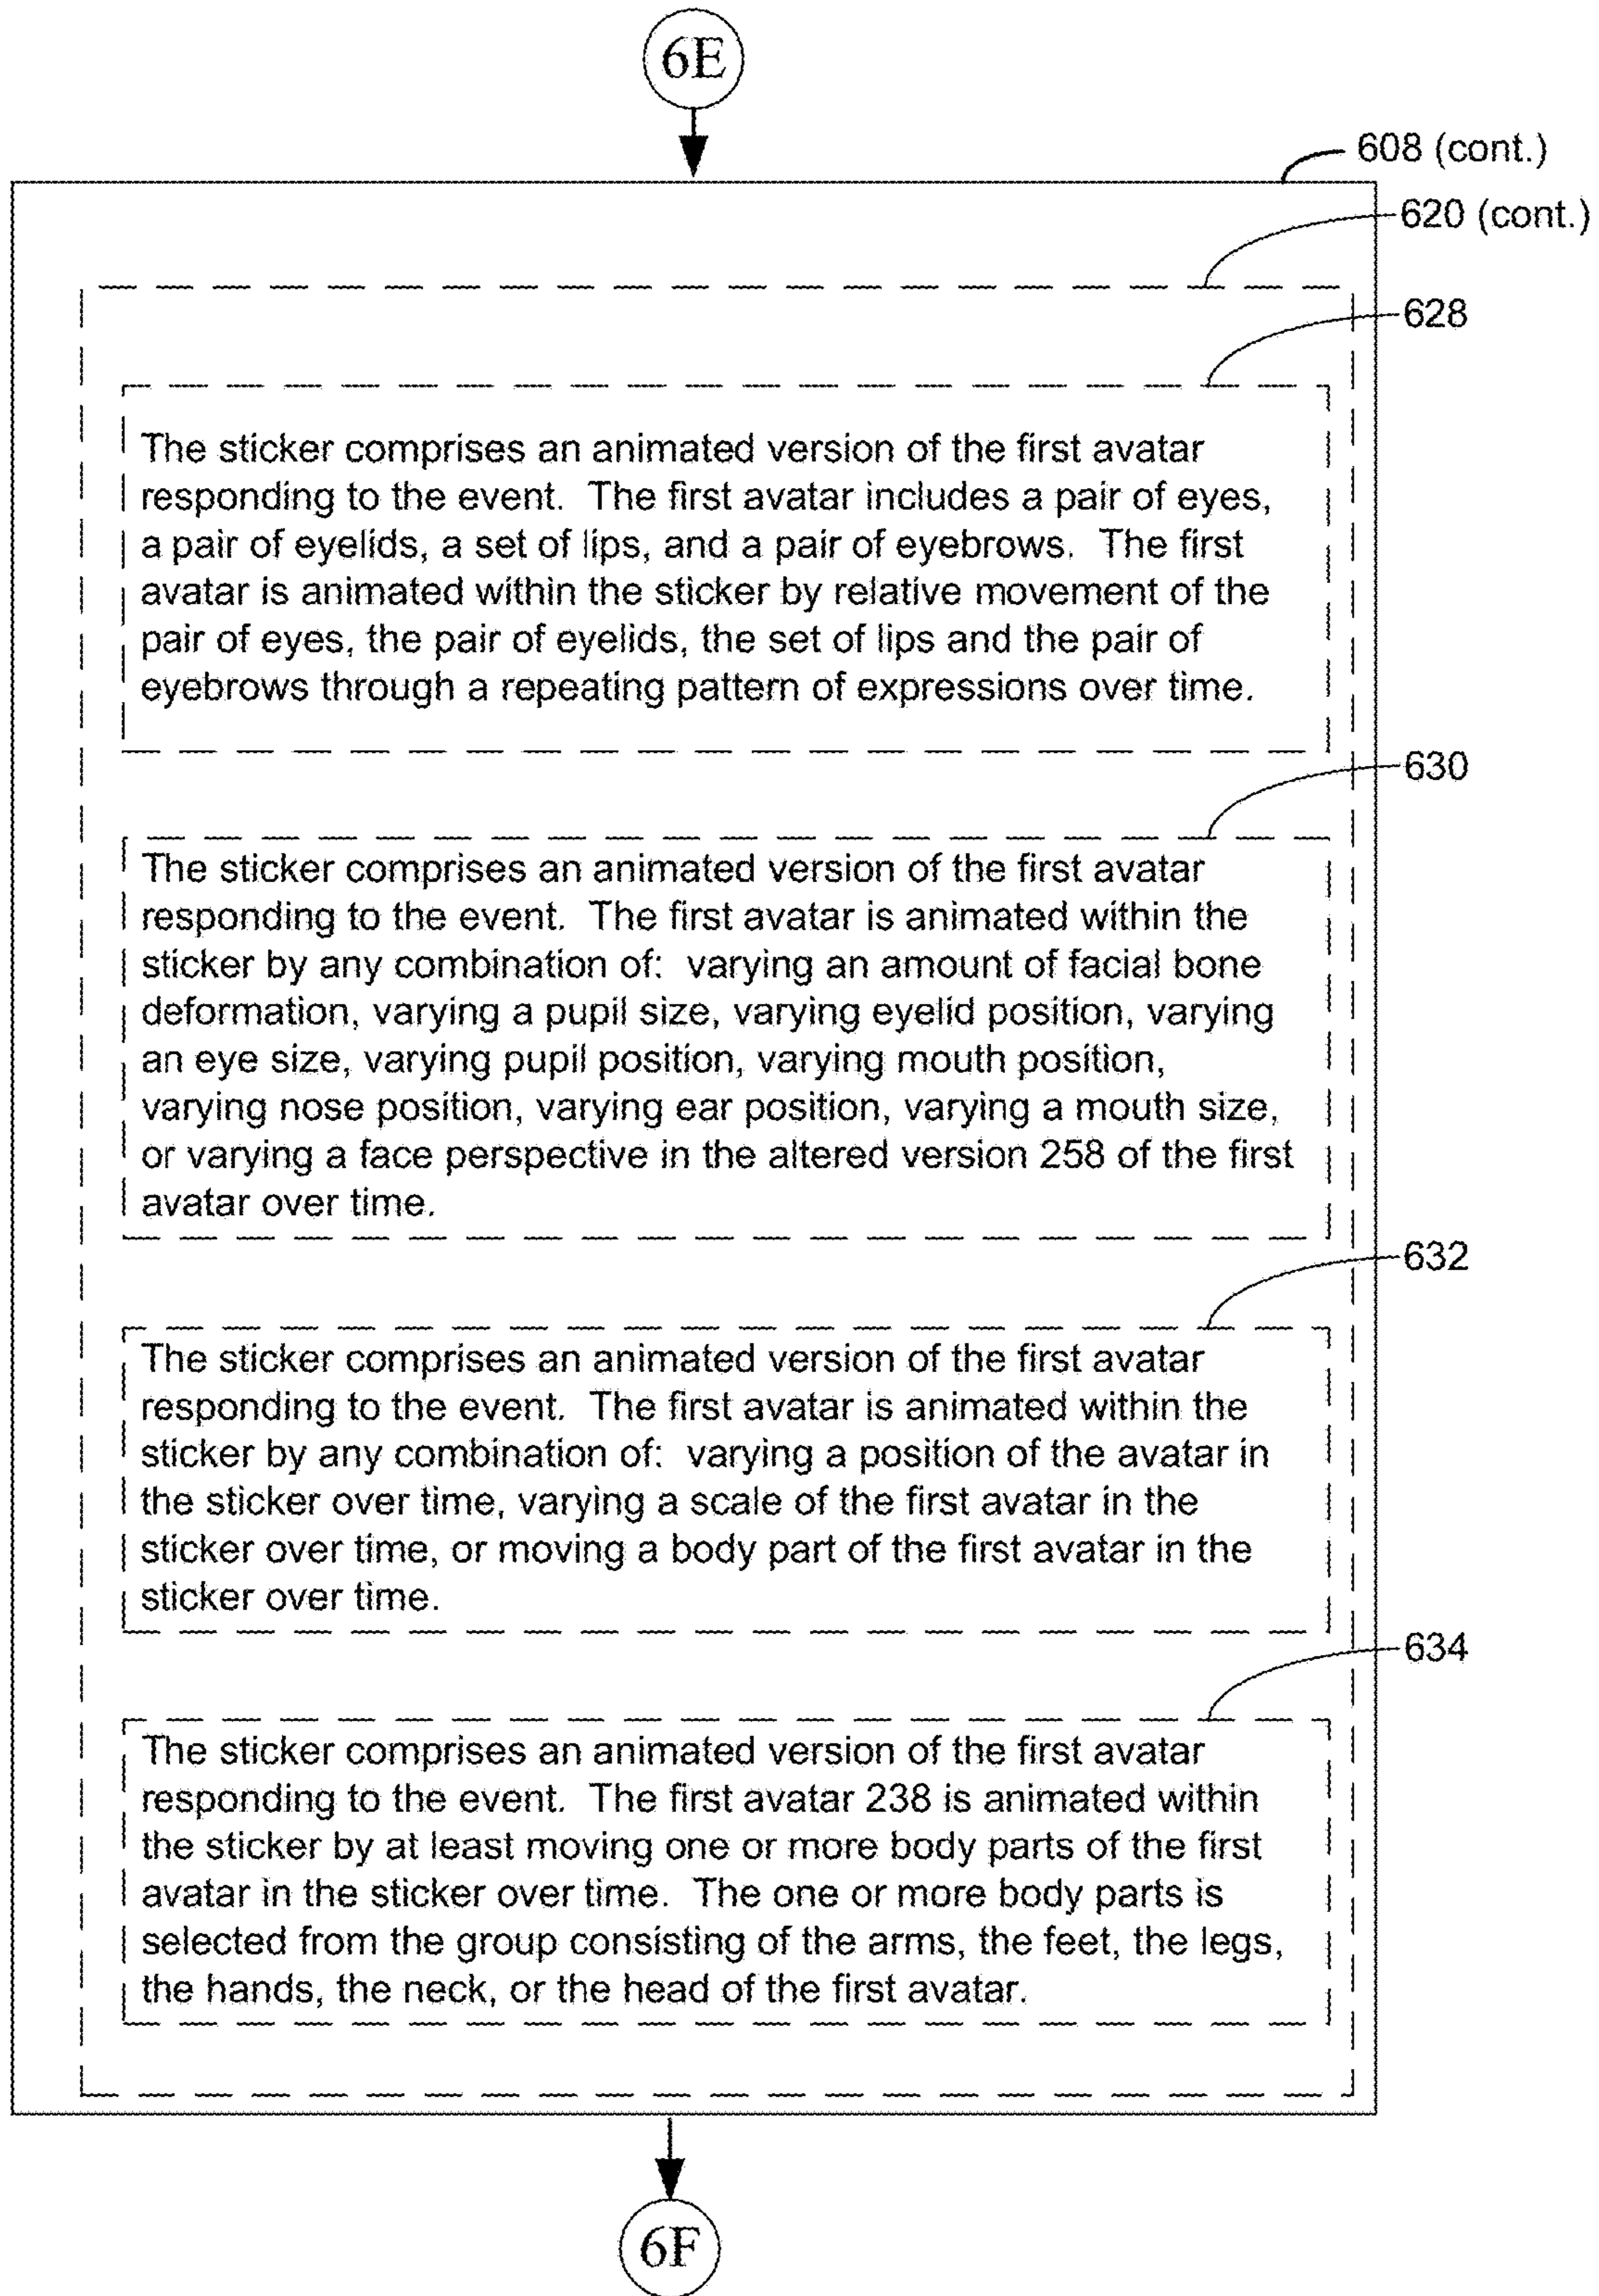 6E
608 (cont.)
620 (cont.)
628
The sticker comprises an animated version of the first avatar
responding to the event.  The first avatar includes a pair of eyes,
a pair of eyelids, a set of lips, and a pair of eyebrows.  The first
avatar is animated within the sticker by relative movement of the
pair of eyes, the pair of eyelids, the set of lips and the pair of
eyebrows through a repeating pattern of expressions over time.
630
The sticker comprises an animated version of the first avatar
responding to the event.  The first avatar is animated within the
sticker by any combination of:  varying an amount of facial bone
deformation, varying a pupil size, varying eyelid position, varying
an eye size, varying pupil position, varying mouth position,
varying nose position, varying ear position, varying a mouth size,
or varying a face perspective in the altered version 258 of the first
avatar over time.
632
The sticker comprises an animated version of the first avatar
responding to the event.  The first avatar is animated within the
sticker by any combination of:  varying a position of the avatar in
the sticker over time, varying a scale of the first avatar in the
sticker over time, or moving a body part of the first avatar in the
sticker over time.
634
The sticker comprises an animated version of the first avatar
responding to the event.  The first avatar 238 is animated within
the sticker by at least moving one or more body parts of the first
avatar in the sticker over time.  The one or more body parts is
selected from the group consisting of the arms, the feet, the legs,
the hands, the neck, or the head of the first avatar.
6F